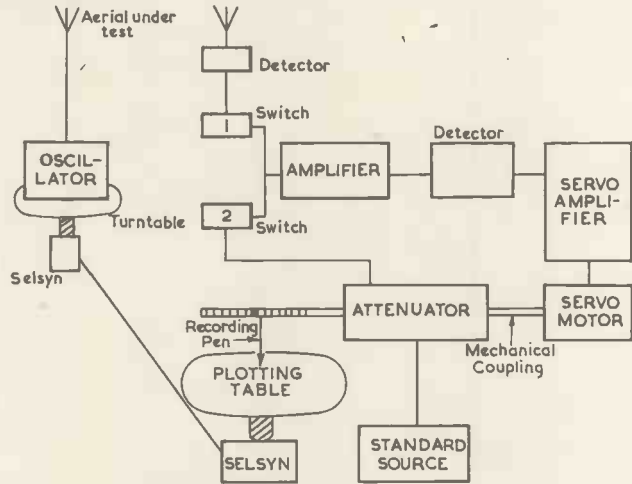 Aerial under
test
Detector
Switch
1
OSCIL-
LATOR
AMPLIFIER
Detector
SERVO
AMPLI-
FIER
Turntable
2
Switch
Selsyn
ATTENUATOR
SERVO
MOTOR
Recording
Pen
Mechanical
Coupling
PLOTTING
TABLE
SELSYN
STANDARD
SOURCE